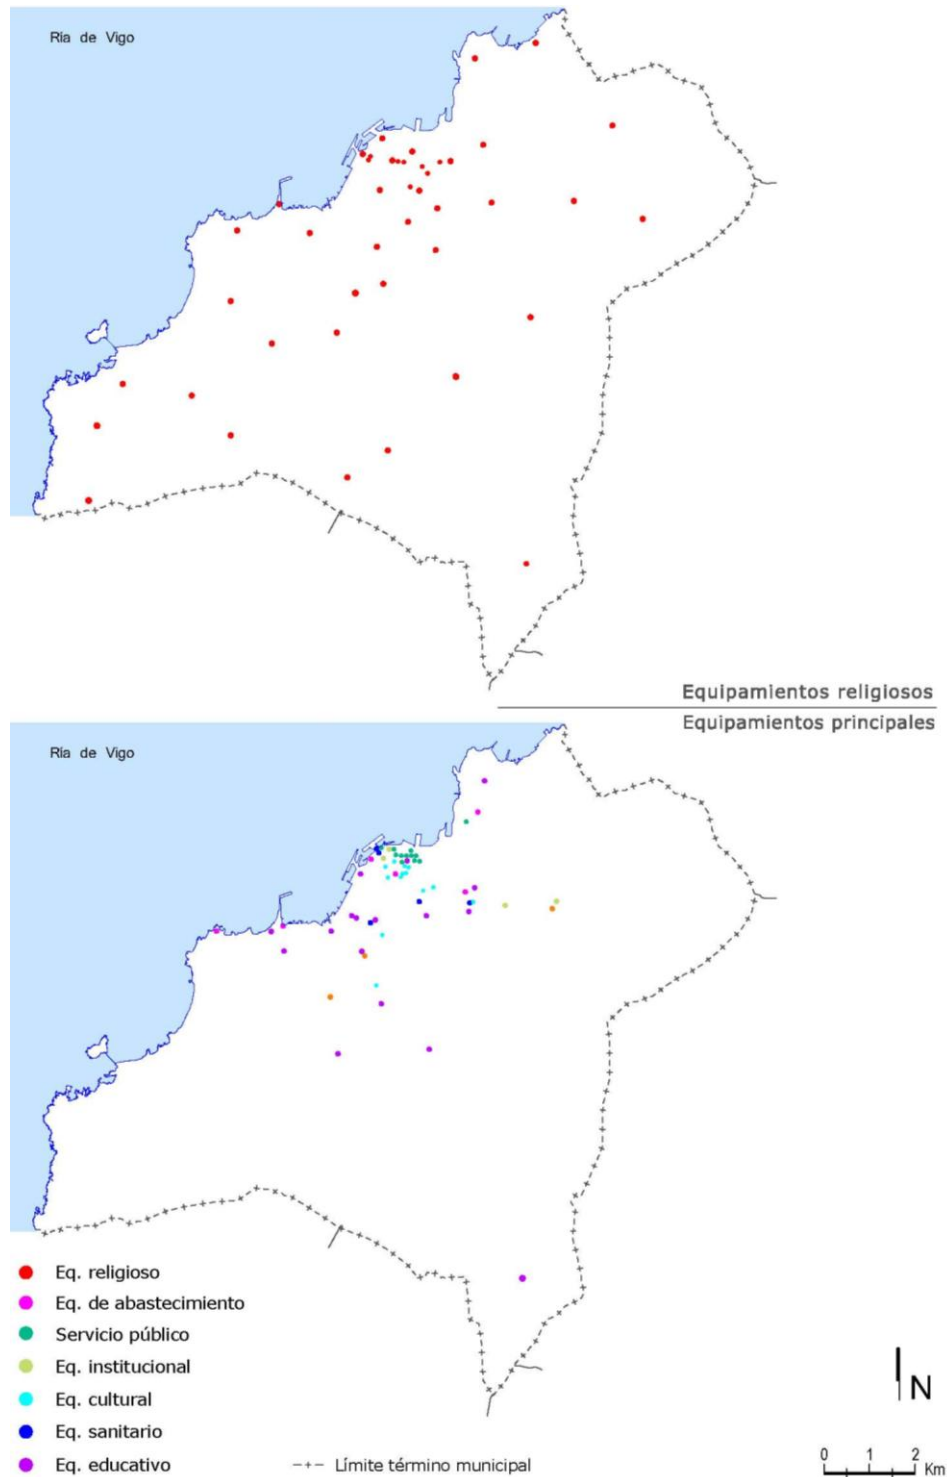 Ría de Vigo
Equipamientos religiosos
Equipamientos principales
Ría de Vigo
Eq. religioso
Eq. de abastecimiento
Servicio público
Eq. institucional
Eq. cultural
Eq. sanitario
Eq. educativo
Límite término municipal
N
0 1 2
Km